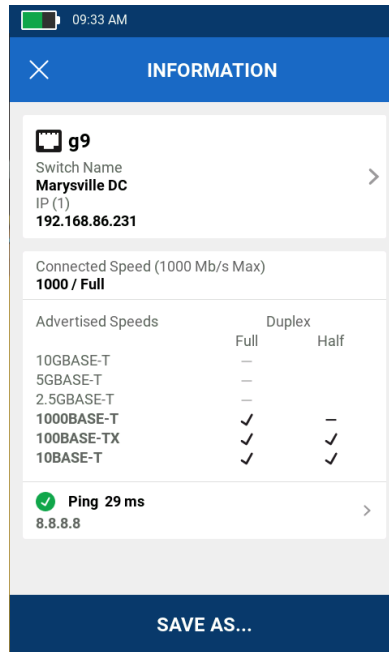 09:33 AM
INFORMATION
g9
Switch Name
Marysville DC
IP (1)
192.168.86.231
Connected Speed (1000 Mb/s Max)
1000 / Full
Advertised Speeds Duplex
Full Half
10GBASE-T —
5GBASE-T —
2.5GBASE-T —
1000BASE-T ✓ —
100BASE-TX ✓ ✓
10BASE-T ✓ ✓
Ping 29 ms
8.8.8.8
SAVE AS...